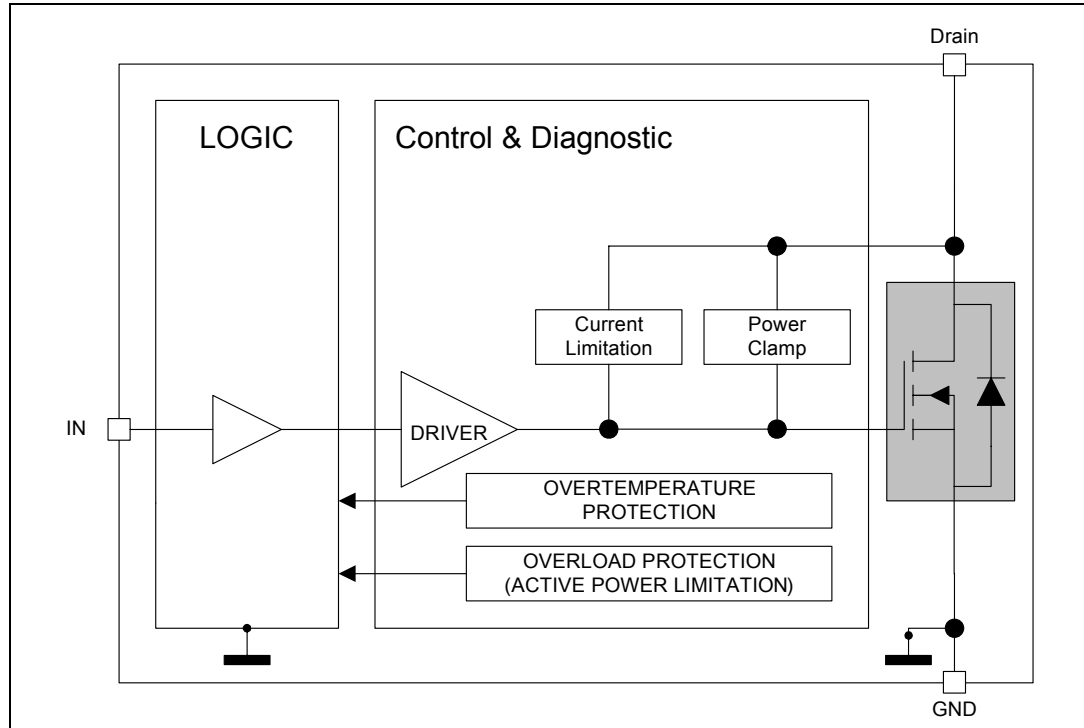 Drain
LOGIC
Control & Diagnostic
Current
Limitation
Power
Clamp
IN
DRIVER
OVERTEMPERATURE
PROTECTION
OVERLOAD PROTECTION
(ACTIVE POWER LIMITATION)
GND